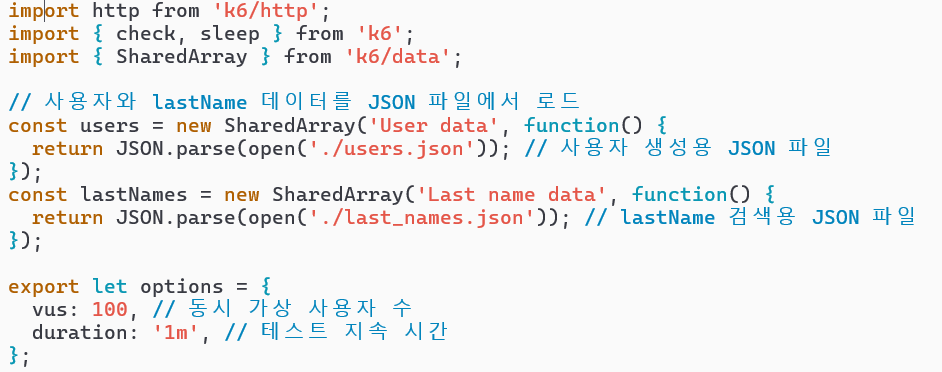 import http from 'k6/http';
import { check, sleep } from 'k6';
import { SharedArray } from 'k6/data';
// 사용자와 lastName 데이터를 JSON 파일에서 로드
const users = new SharedArray('User data', function() {
  return JSON.parse(open('./users.json')); // 사용자 생성용 JSON 파일
});
const lastNames = new SharedArray('Last name data', function() {
  return JSON.parse(open('./last_names.json')); // lastName 검색용 JSON 파일
});
export let options = {
  vus: 100, // 동시 가상 사용자 수
  duration: '1m', // 테스트 지속 시간
};